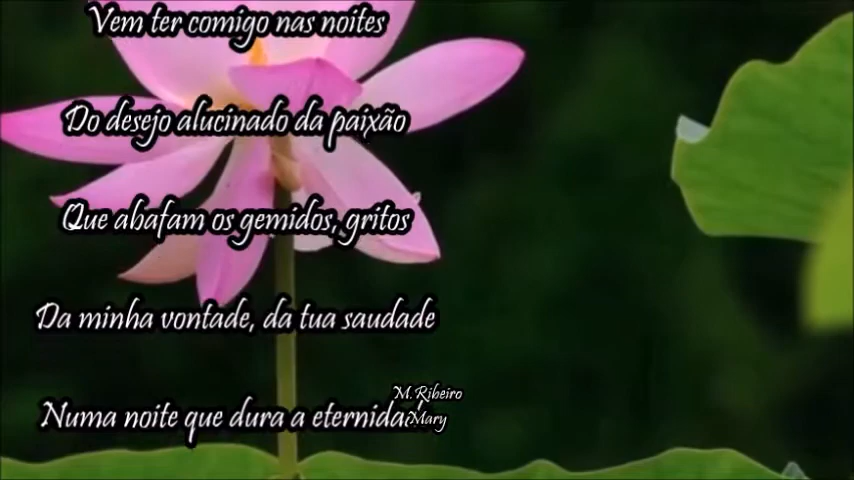 Vem ter comigo nas noites
Do desejo alucinado da paixão
Que abafam os gemidos, gritos
Da minha vontade, da tua saudade
Numa noite que dura a
M.Ribeiro
Mary